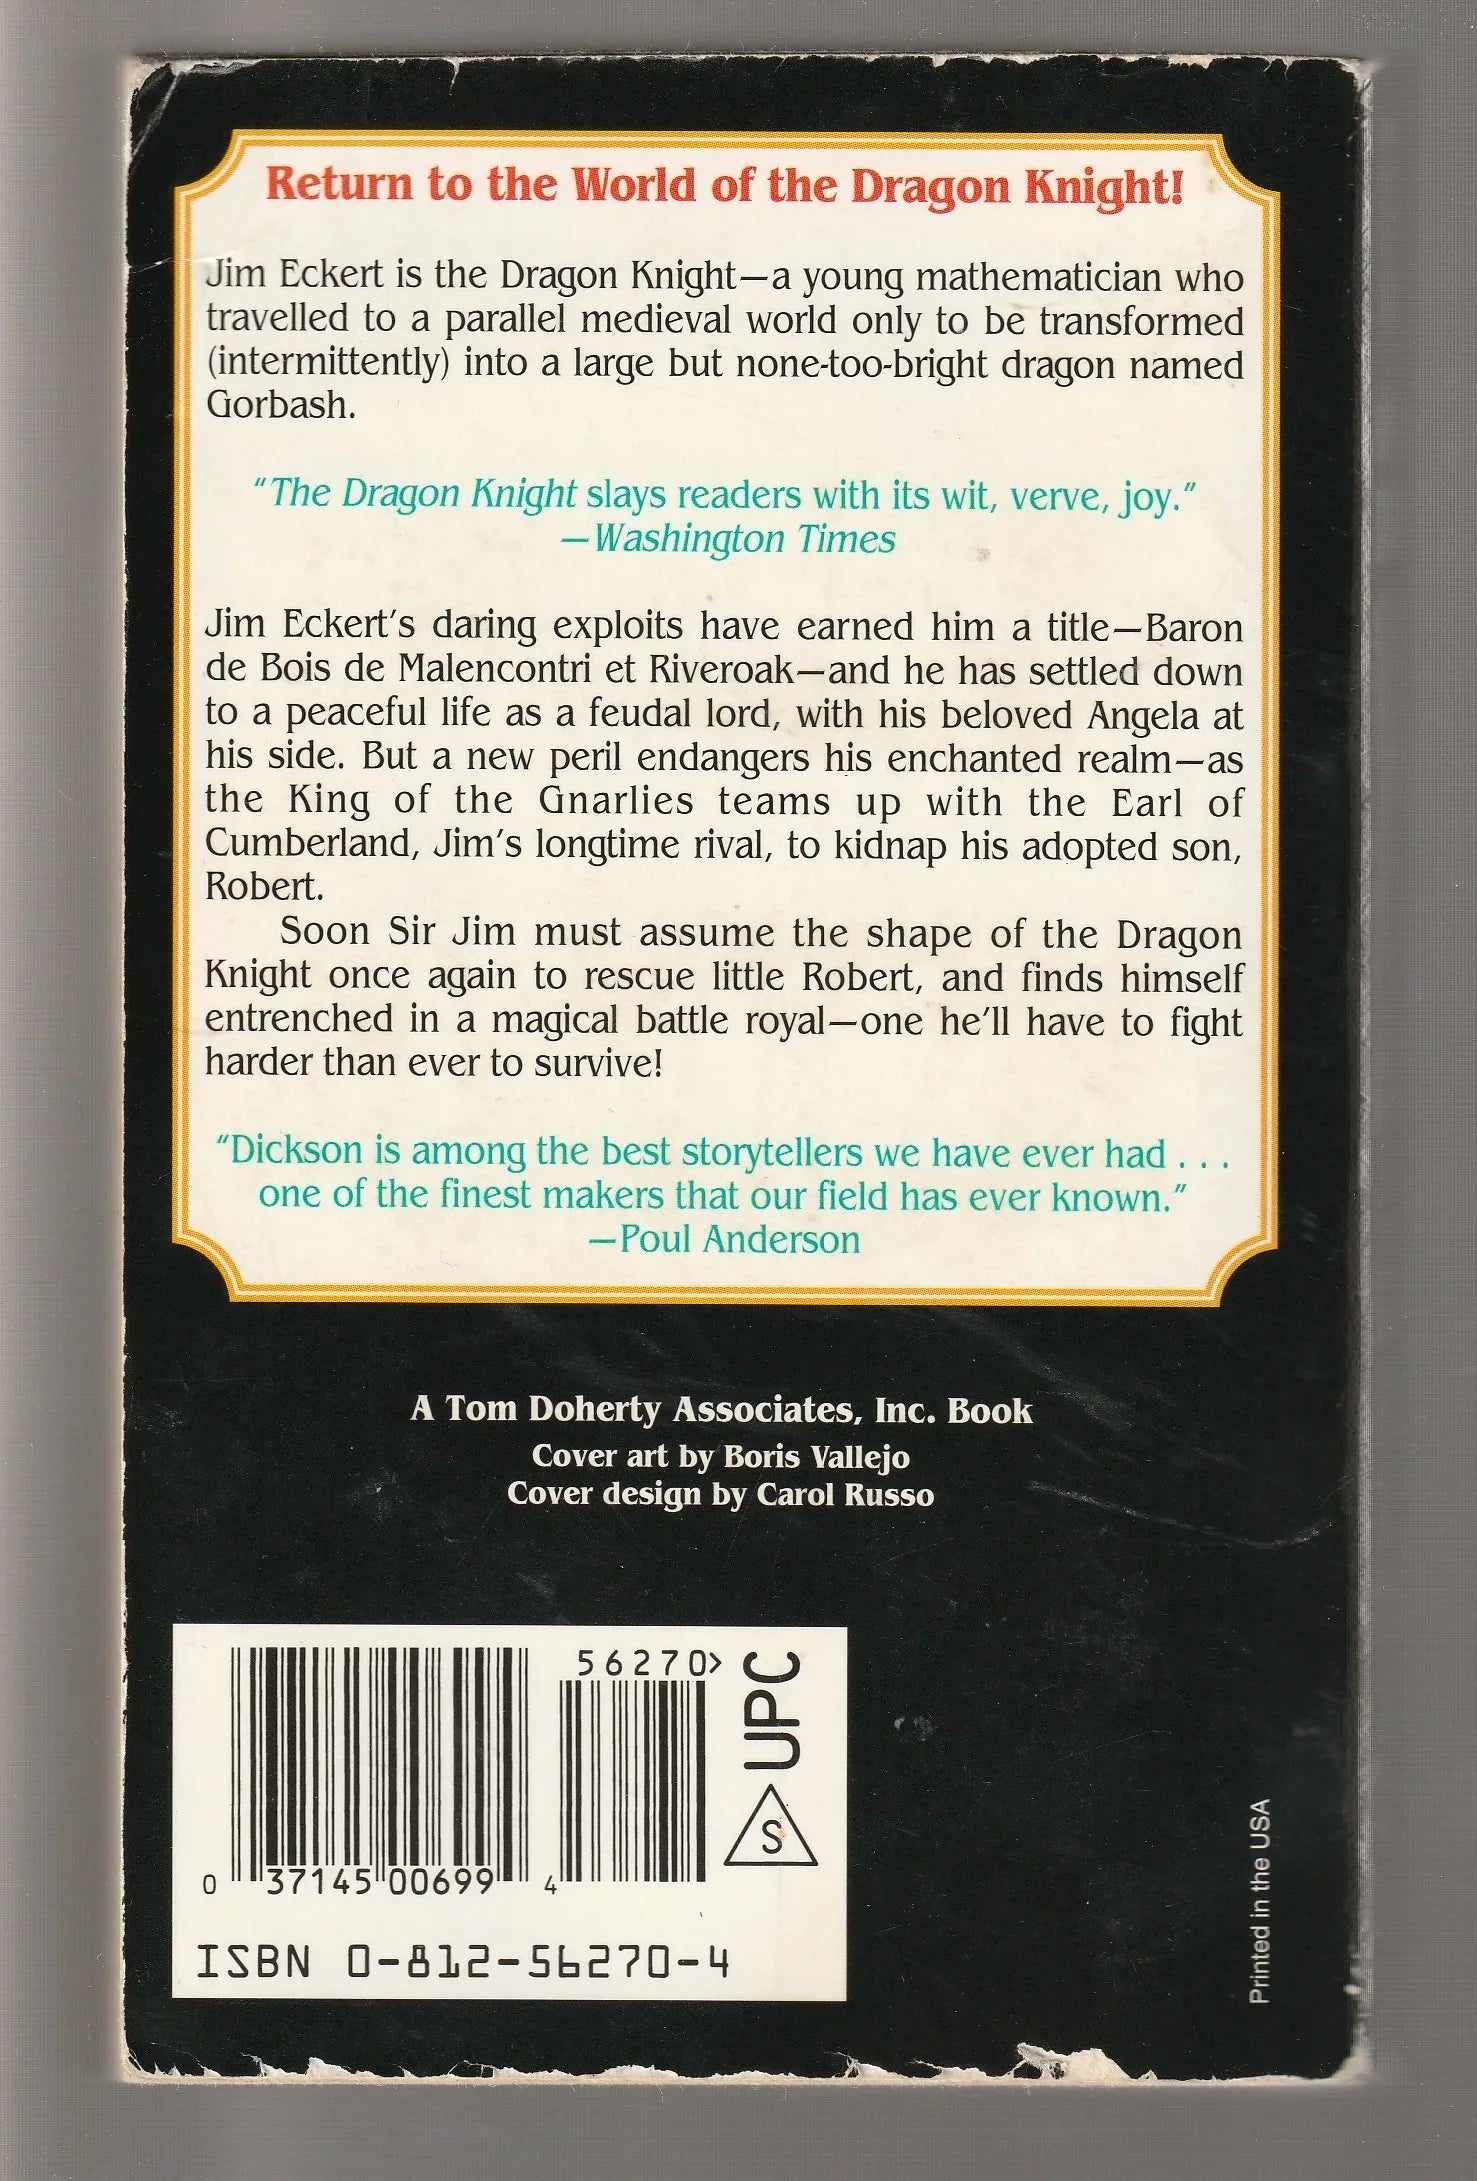 Return to the World of the Dragon Knight!
Jim Eckert is the Dragon Knight—a young mathematician who
travelled to a parallel medieval world only to be transformed
(intermittently) into a large but none-too-bright dragon named
Gorbash.
"The Dragon Knight slays readers with its wit, verve, joy."
—Washington Times
Jim Eckert's daring exploits have earned him a title—Baron
de Bois de Malencontri et Riveroak—and he has settled down
to a peaceful life as a feudal lord, with his beloved Angela at
his side. But a new peril endangers his enchanted realm—as
the King of the Gnarlies teams up with the Earl of
Cumberland, Jim's longtime rival, to kidnap his adopted son,
Robert.
Soon Sir Jim must assume the shape of the Dragon
Knight once again to rescue little Robert, and finds himself
entrenched in a magical battle royal—one he'll have to fight
harder than ever to survive!
"Dickson is among the best storytellers we have ever had . . .
one of the finest makers that our field has ever known."
—Poul Anderson
A Tom Doherty Associates, Inc. Book
Cover art by Boris Vallejo
Cover design by Carol Russo
56270>
UPC
S
0 37145 00699 4
ISBN 0-812-56270-4
Printed in the USA